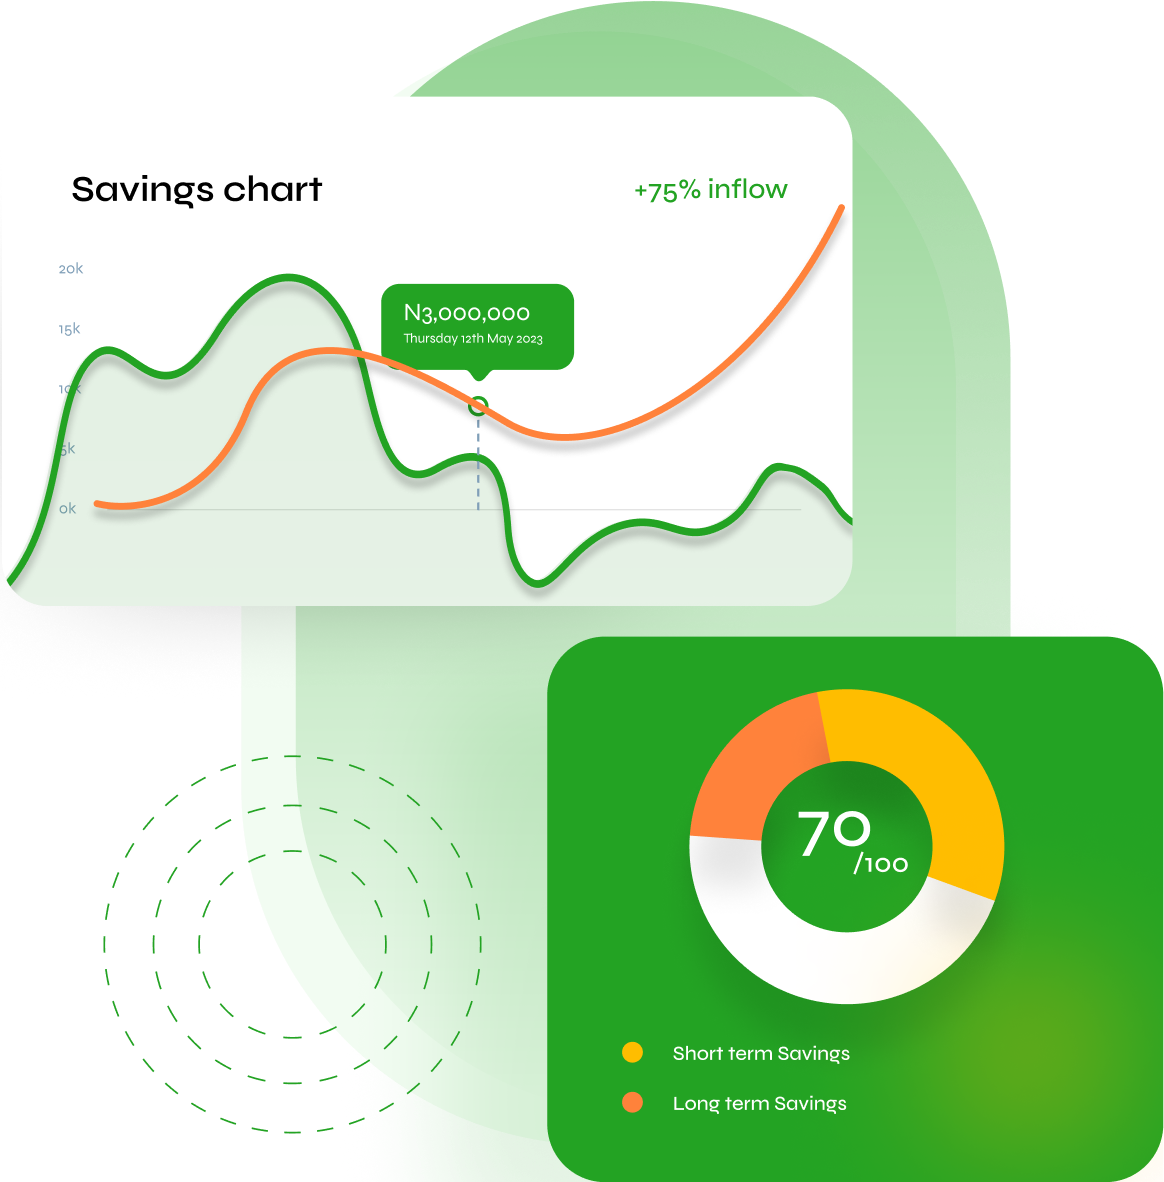 Savings chart
+75% inflow
20k
15k
10k
5k
0k
N3,000,000
Thursday 12th May 2023
70
/100
Short term Savings
Long term Savings